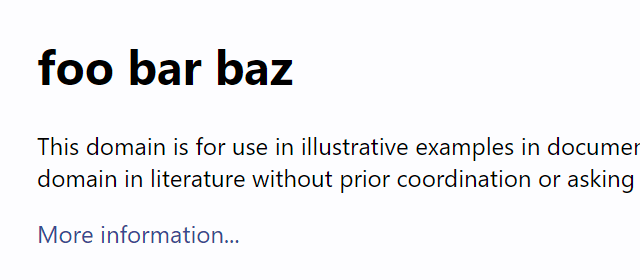 foo bar baz
This domain is for use in illustrative examples in
domain in literature without prior coordination or asking
More information...